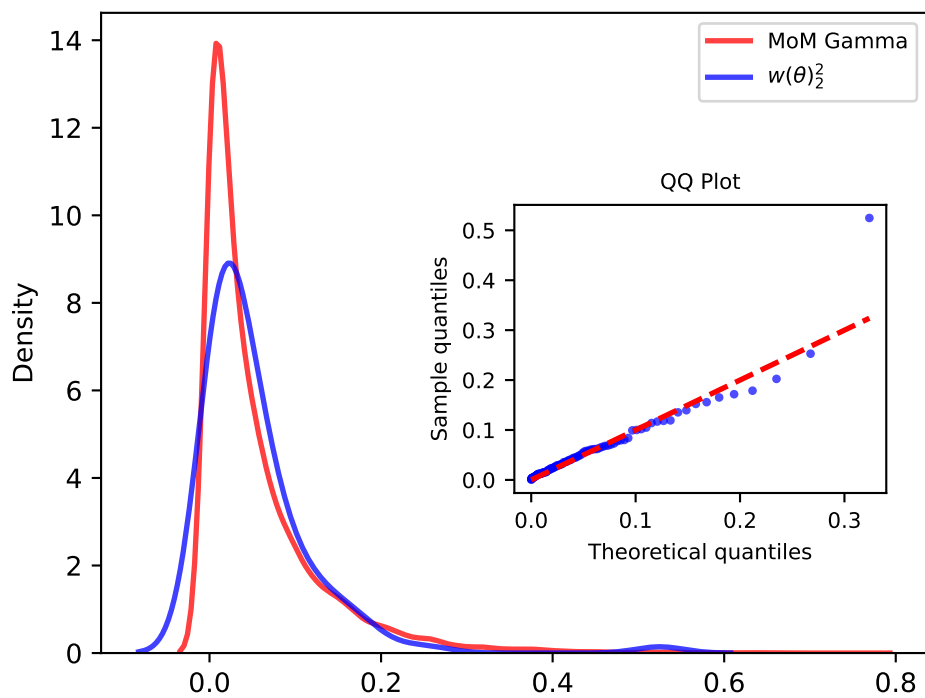 MoM Gamma
w(θ)₂²
Density
14
12
10
8
6
4
2
0
0.0 0.2 0.4 0.6 0.8
QQ Plot
Sample quantiles
0.5
0.4
0.3
0.2
0.1
0.0
0.0 0.1 0.2 0.3
Theoretical quantiles